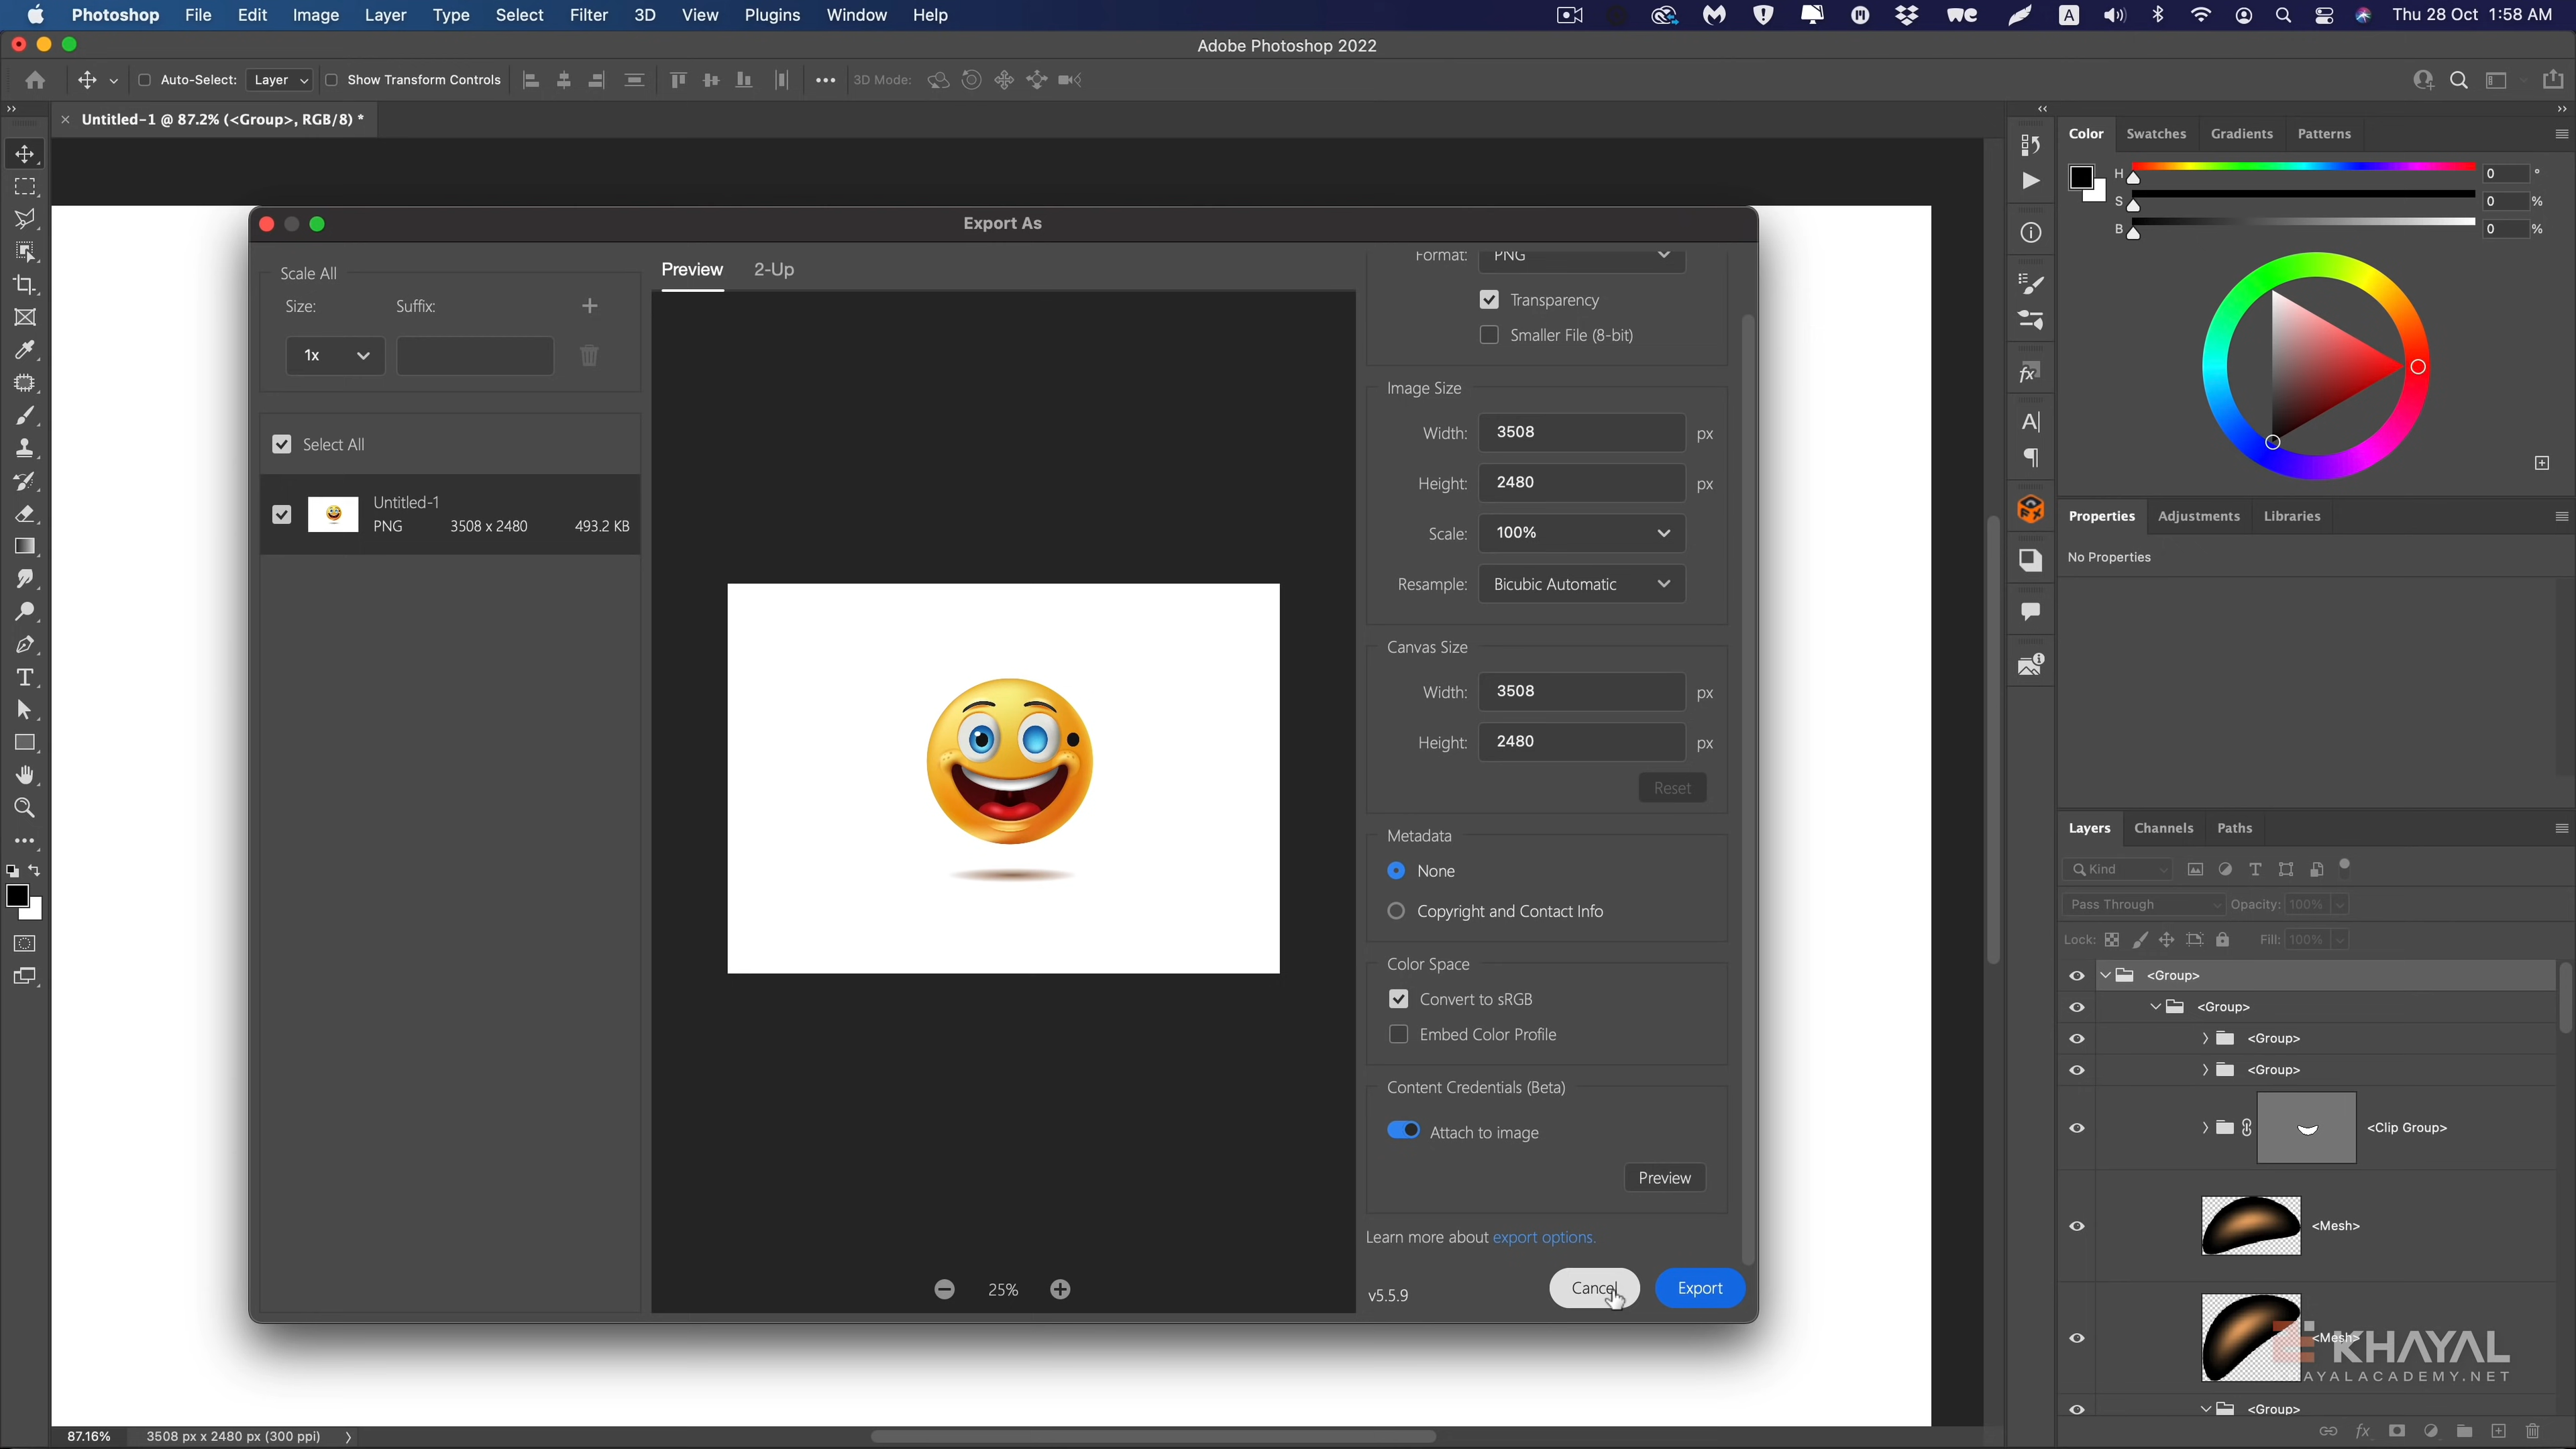 Photoshop File Edit Image Layer Type Select Filter 3D View Plugins Window Help Thu 28 Oct 1:58 AM
Adobe Photoshop 2022
Auto-Select: Layer Show Transform Controls 3D Mode:
Untitled-1 @ 87.2% (<Group>, RGB/8) *
Export As
Scale All
Size: Suffix:
1x
Select All
Untitled-1
PNG 3508 x 2480 493.2 KB
Preview 2-Up
25%
Format: PNG
Transparency
Smaller File (8-bit)
Image Size
Width: 3508 px
Height: 2480 px
Scale: 100%
Resample: Bicubic Automatic
Canvas Size
Width: 3508 px
Height: 2480 px
Reset
Metadata
None
Copyright and Contact Info
Color Space
Convert to sRGB
Embed Color Profile
Content Credentials (Beta)
Attach to image
Preview
Learn more about export options.
v5.5.9 Cancel Export
Color Swatches Gradients Patterns
H 0 °
S 0 %
B 0 %
Properties Adjustments Libraries
No Properties
Layers Channels Paths
Kind
Pass Through Opacity: 100%
Lock: Fill: 100%
<Group>
<Group>
<Group>
<Group>
<Clip Group>
<Mesh>
<Mesh>
<Group>
KHAYAL
AYALACADEMY.NET
87.16% 3508 px x 2480 px (300 ppi)